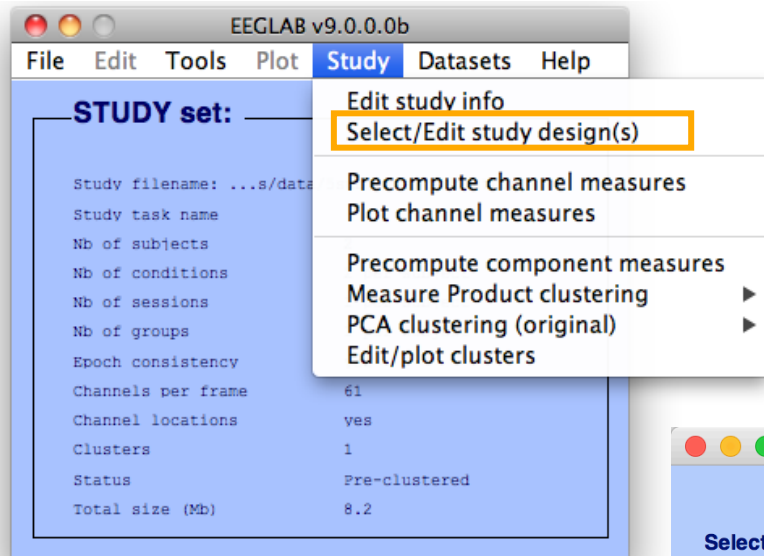 EEGLAB v9.0.0.0b
File Edit Tools Plot Study Datasets Help
STUDY set:
Edit study info
Select/Edit study design(s)
Precompute channel measures
Plot channel measures
Precompute component measures
Measure Product clustering
PCA clustering (original)
Edit/plot clusters
Study filename: ...s/data
Study task name
Nb of subjects
Nb of conditions
Nb of sessions
Nb of groups
Epoch consistency
Channels per frame 61
Channel locations yes
Clusters 1
Status Pre-clustered
Total size (Mb) 8.2
Select